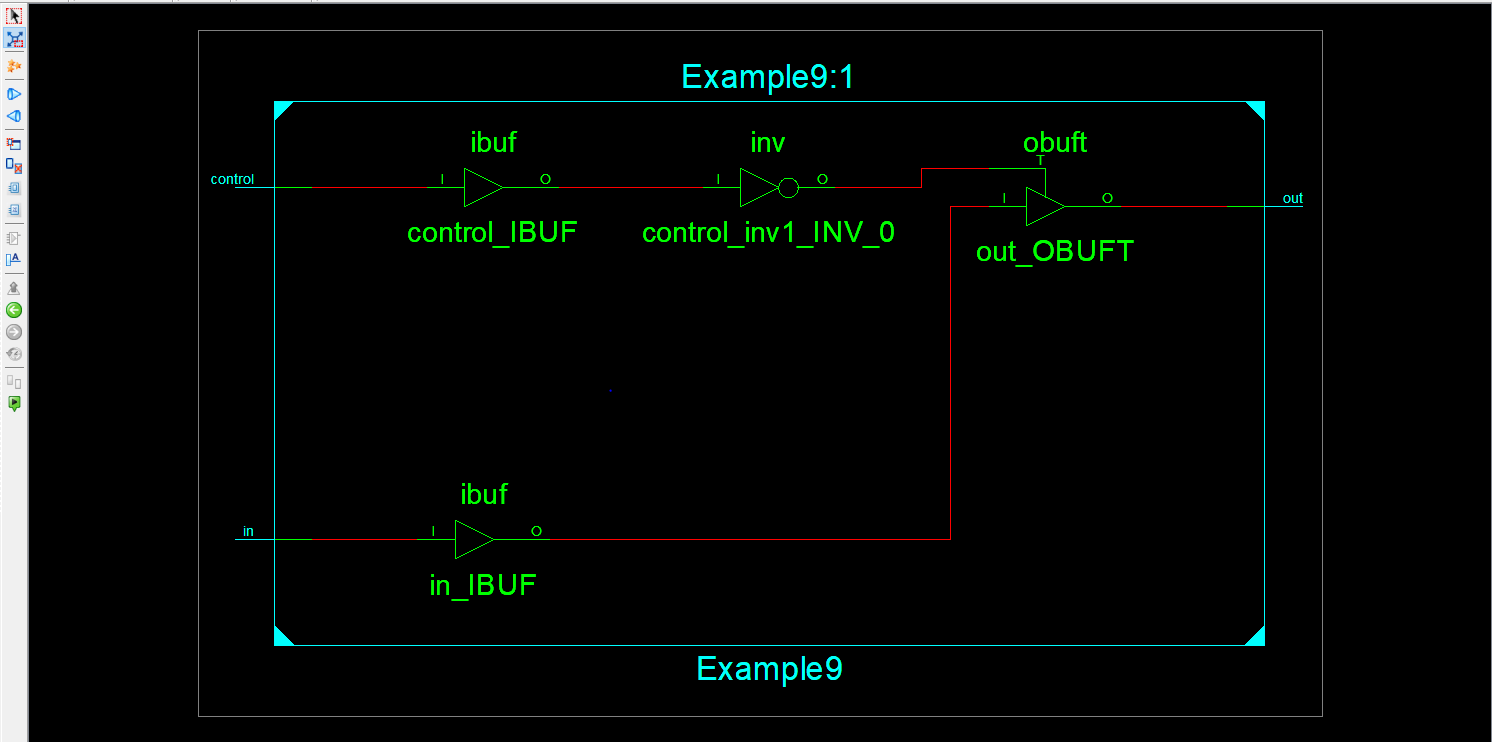 Example9:1
ibuf
inv
obuft
T
control
I
O
I
O
I
O
out
control_IBUF
control_inv1_INV_0
out_OBUFT
ibuf
in
I
O
in_IBUF
Example9